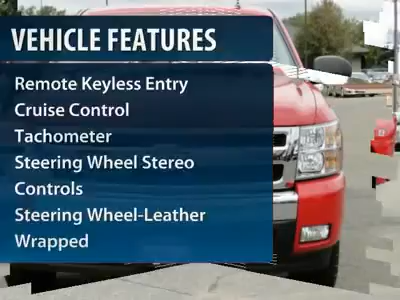 VEHICLE FEATURES
Remote Keyless Entry
Cruise Control
Tachometer
Steering Wheel Stereo
Controls
Steering Wheel-Leather
Wrapped